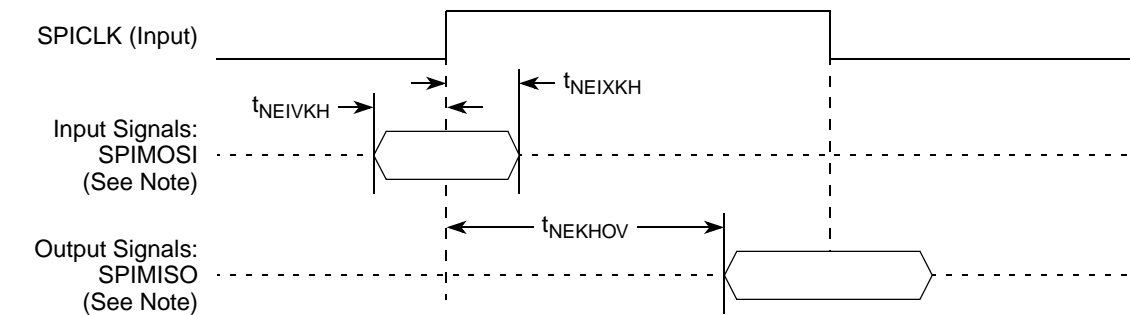 SPICLK (Input)
tNEIXKH
tNEIVKH
Input Signals:
SPIMOSI
(See Note)
tNEKHOV
Output Signals:
SPIMISO
(See Note)